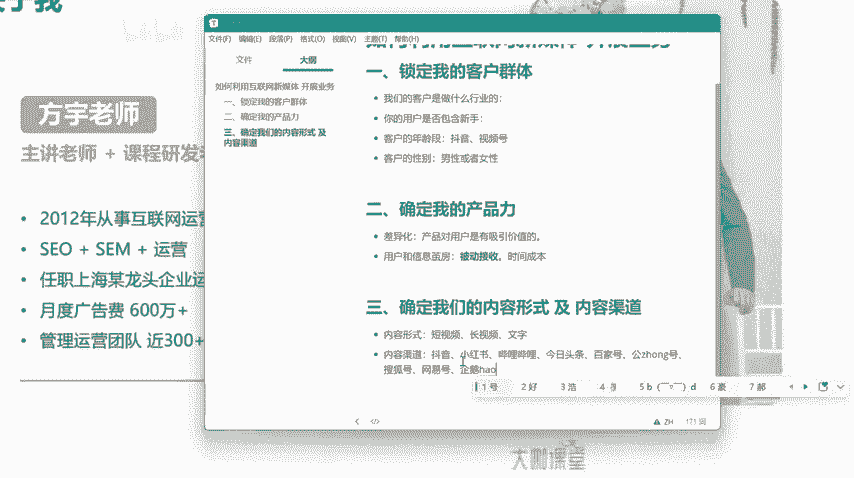 于我
方宇老师
主讲老师 + 课程研发
2012年从事互联网运营
SEO + SEM + 运营
任职上海某龙头企业运
月度广告费 600万+
管理运营团队 近300+
文件(F) 编辑(E) 段落(P) 格式(O) 视图(V) 主题(T) 帮助(H)
文件 大纲
如何利用互联网新媒体 开展业务
一、锁定我的客户群体
二、确定我的产品力
三、确定我们的内容形式 及
内容渠道
如何利用互联网新媒体 开展业务
一、锁定我的客户群体
我们的客户是做什么行业的：
你的用户是否包含新手：
客户的年龄段：抖音、视频号
客户的性别：男性或者女性
二、确定我的产品力
差异化：产品对用户是有吸引价值的。
用户和信息茧房：被动接收，时间成本
三、确定我们的内容形式 及 内容渠道
内容形式：短视频、长视频、文字
内容渠道：抖音、小红书、哔哩哔哩、今日头条、百家号、公zhong号、
搜狐号、网易号、企鹅hao
1 号 2 好 3 浩 4 5 b d 6 豪 7 郝
ZH 171 词
大咖课堂